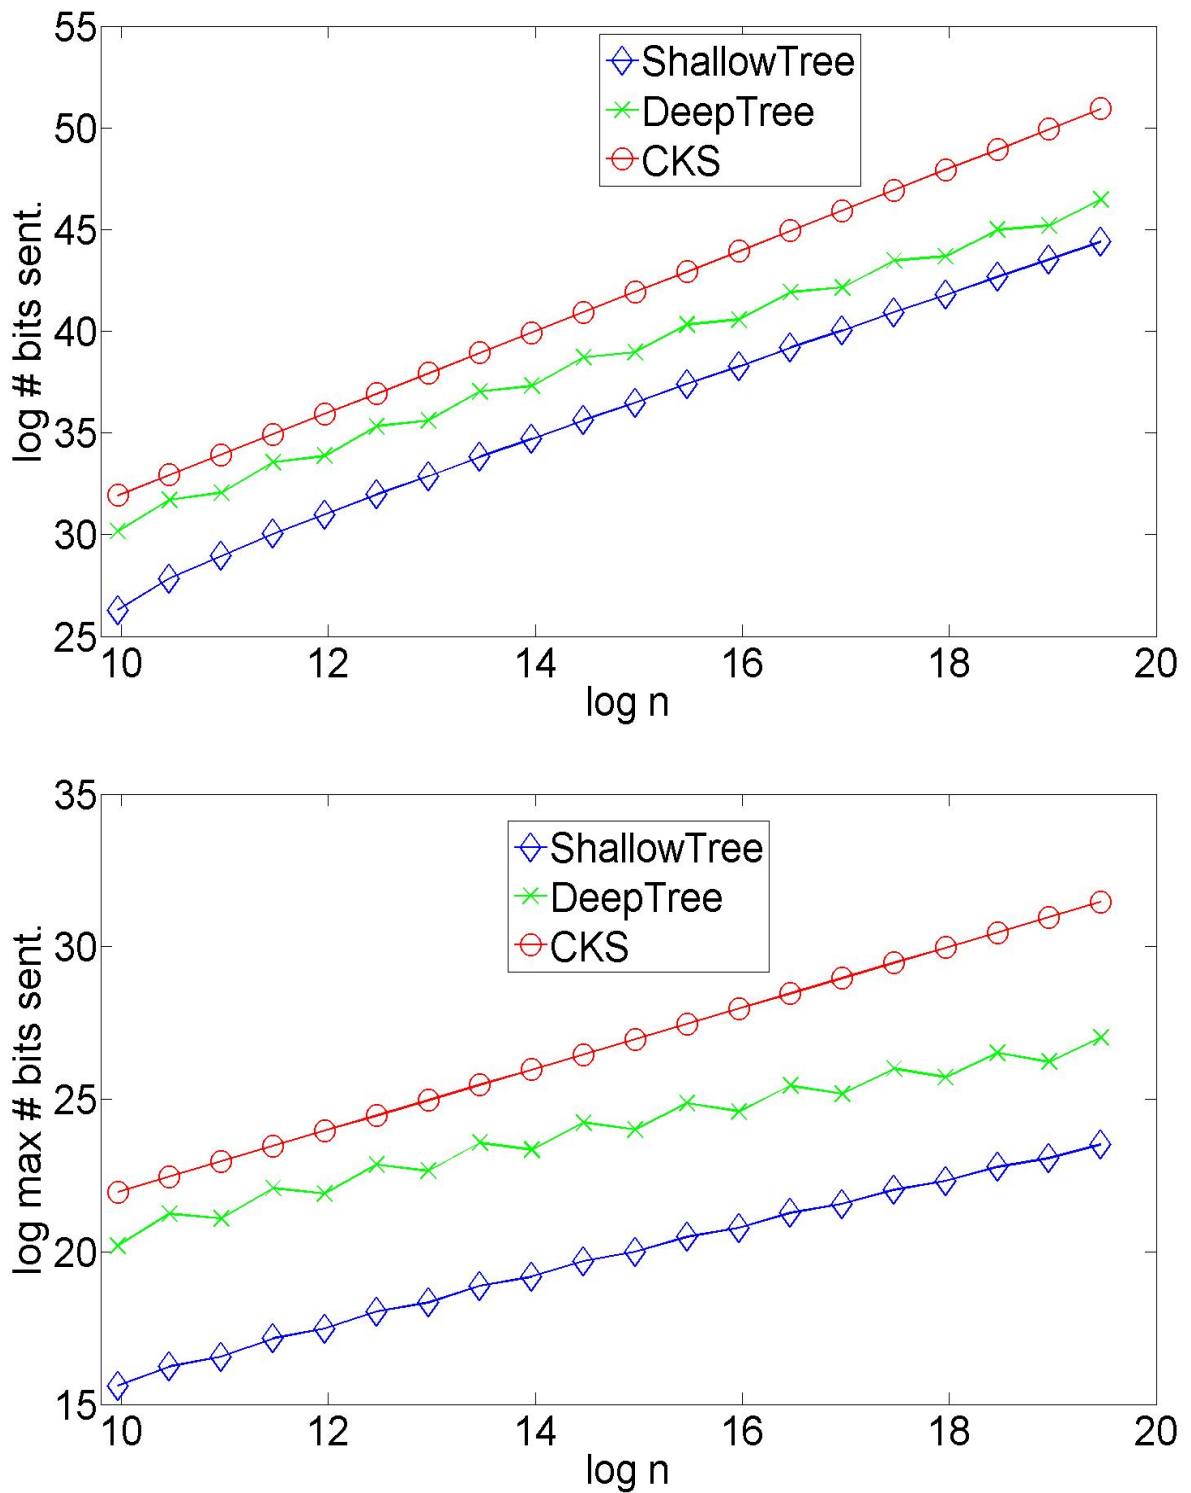 55
50
45
40
35
30
25
log # bits sent.
ShallowTree
DeepTree
CKS
10 12 14 16 18 20
log n
35
30
25
20
15
log max # bits sent.
ShallowTree
DeepTree
CKS
10 12 14 16 18 20
log n